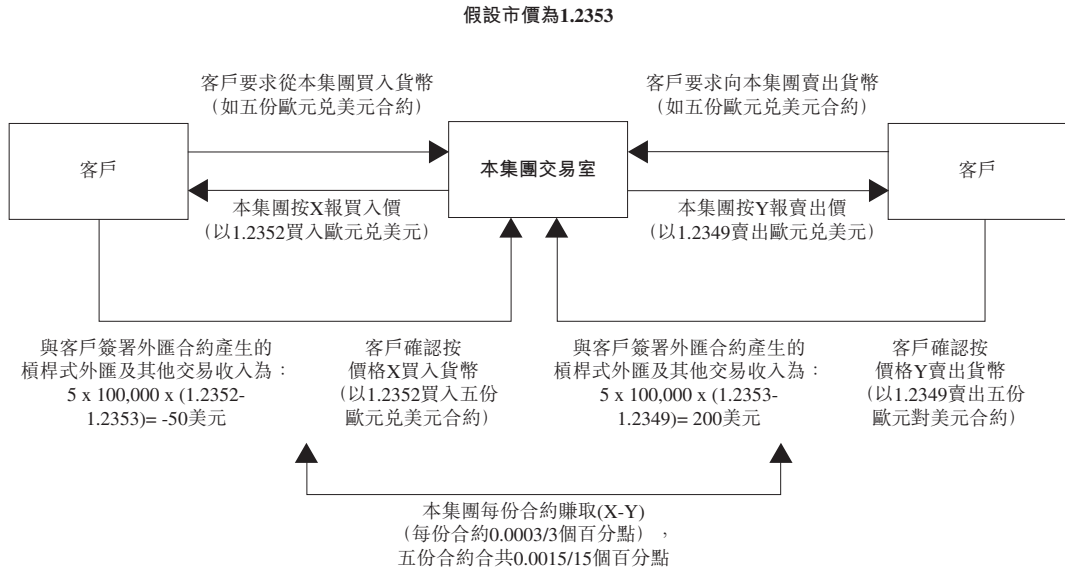 假設市價為1.2353
客戶要求從本集團買入貨幣
（如五份歐元兑美元合約）
客戶要求向本集團賣出貨幣
（如五份歐元兑美元合約）
客戶
本集團交易室
客戶
本集團按X報買入價
（以1.2352買入歐元兑美元）
本集團按Y報賣出價
（以1.2349賣出歐元兑美元）
與客戶簽署外匯合約產生的
槓桿式外匯及其他交易收入為：
5 x 100,000 x (1.2352-
1.2353)= -50美元
客戶確認按
價格X買入貨幣
（以1.2352買入五份
歐元兑美元合約）
與客戶簽署外匯合約產生的
槓桿式外匯及其他交易收入為：
5 x 100,000 x (1.2353-
1.2349)= 200美元
客戶確認按
價格Y賣出貨幣
（以1.2349賣出五份
歐元對美元合約）
本集團每份合約賺取(X-Y)
（每份合約0.0003/3個百分點），
五份合約合共0.0015/15個百分點